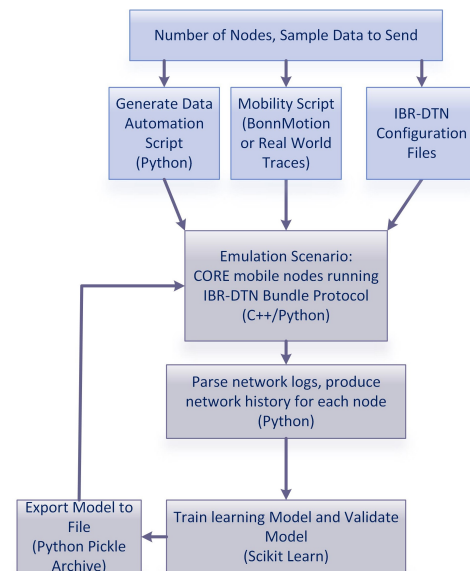 Number of Nodes, Sample Data to Send
Generate Data
Automation
Script
(Python)
Mobility Script
(BonnMotion
or Real World
Traces)
IBR-DTN
Configuration
Files
Emulation Scenario:
CORE mobile nodes running
IBR-DTN Bundle Protocol
(C++/Python)
Parse network logs, produce
network history for each node
(Python)
Export Model to
File
(Python Pickle
Archive)
Train learning Model and Validate
Model
(Scikit Learn)